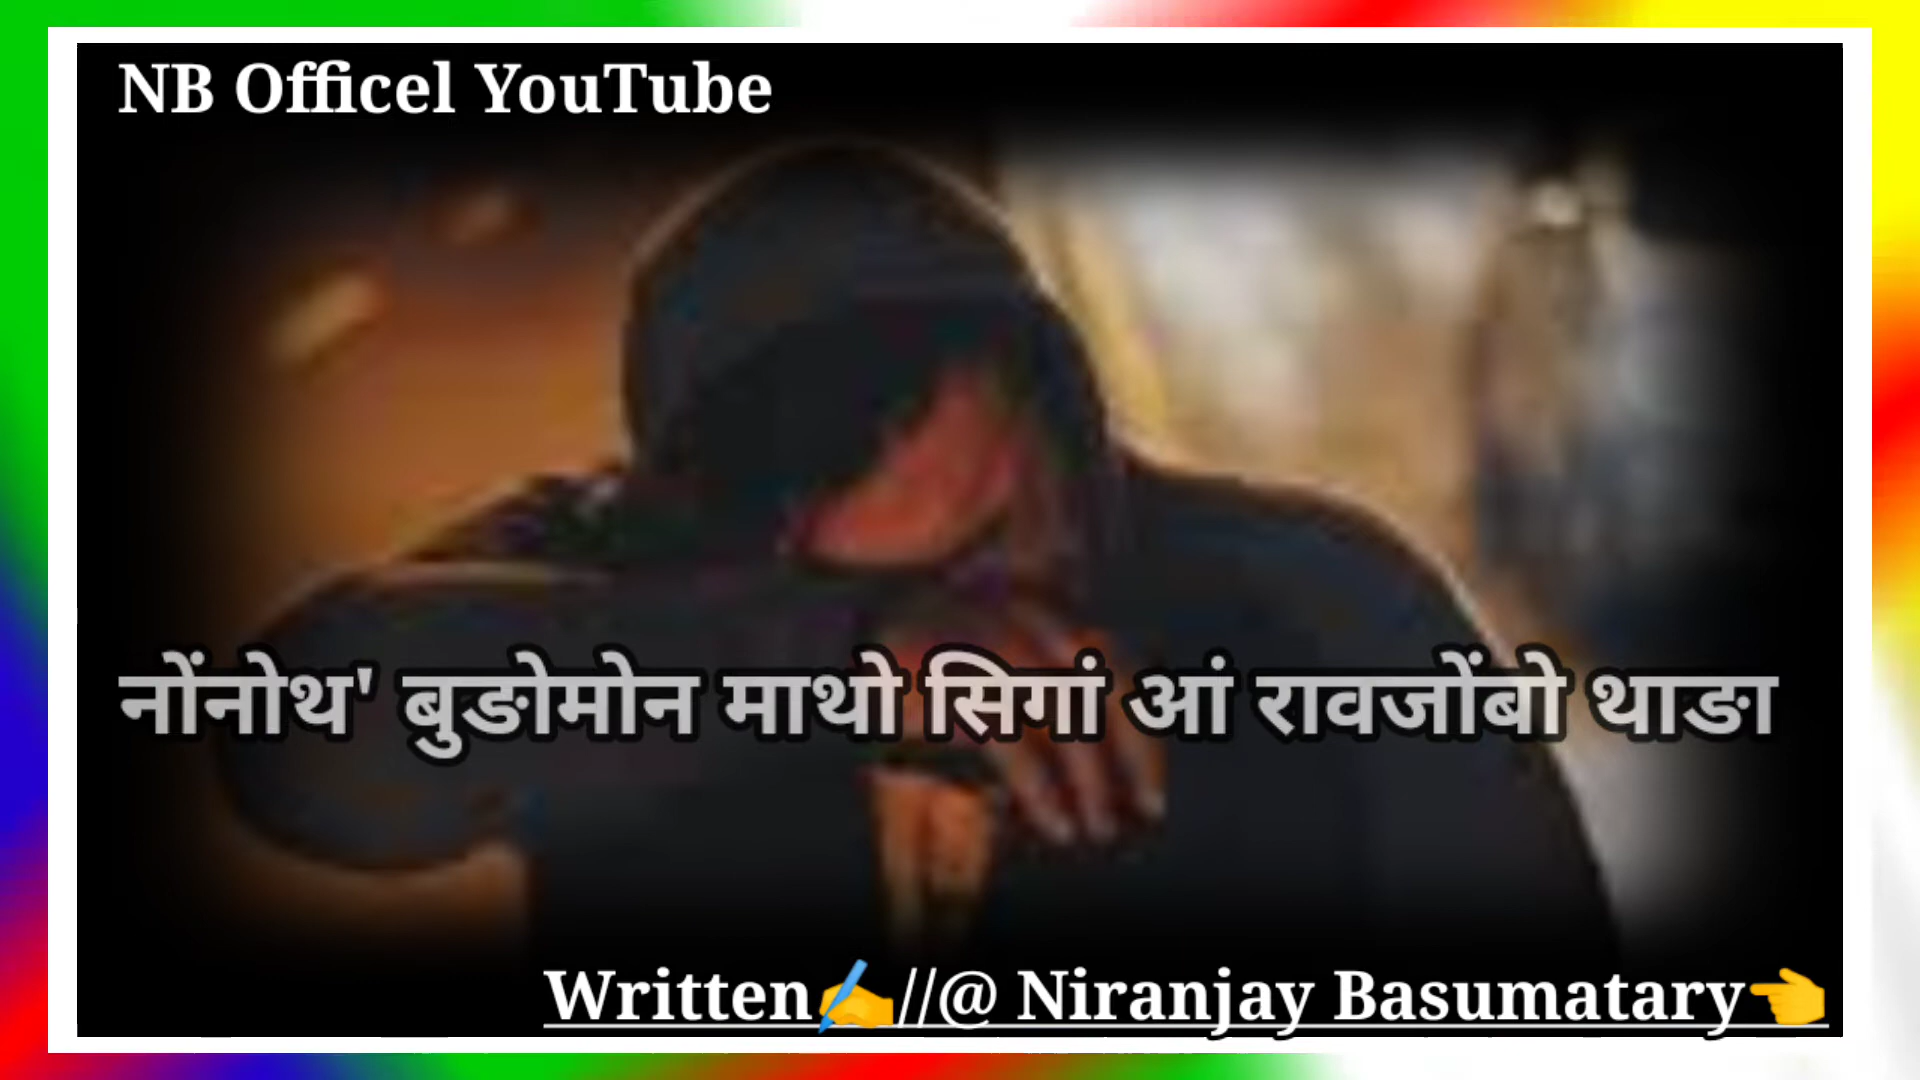 NB Officel YouTube
नोंनोथ' बुङोमोन माथो सिगां आं रावजोंबो थाङा
Written✍//@ Niranjay Basumatary👈